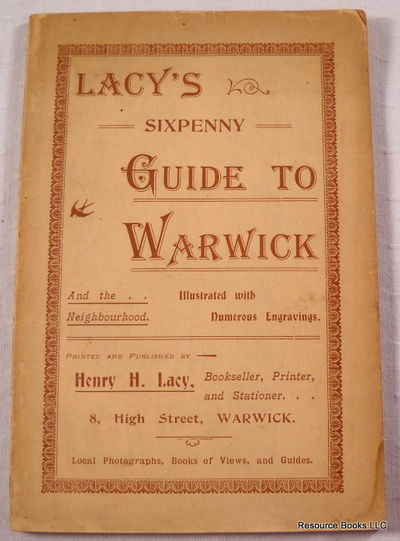 LACY'S
SIXPENNY
GUIDE TO
WARWICK
And the . . Illustrated with
Neighbourhood. Numerous Engravings.
PRINTED AND PUBLISHED BY
Henry H. Lacy, Bookseller, Printer,
and Stationer. . .
8, High Street, WARWICK.
Local Photographs, Books of Views, and Guides.
Resource Books LLC